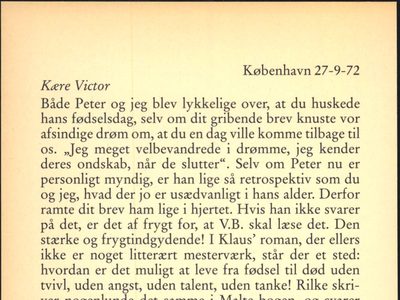 København 27-9-72
Kære Victor
Både Peter og jeg blev lykkelige over, at du huskede
hans fødselsdag, selv om dit gribende brev knuste vor
afsindige drøm om, at du en dag ville komme tilbage til
os. „Jeg meget velbevandrede i drømme, jeg kender
deres ondskab, når de slutter“. Selv om Peter nu er
personligt myndig, er han lige så retrospektiv som du
og jeg, hvad der jo er usædvanligt i hans alder. Derfor
ramte dit brev ham lige i hjertet. Hvis han ikke svarer
på det, er det af frygt for, at V.B. skal læse det. Den
stærke og frygtindgydende! I Klaus’ roman, der ellers
ikke er noget litterært mesterværk, står der et sted:
hvordan er det muligt at leve fra fødsel til død uden
tvivl, uden angst, uden talent, uden tanke! Rilke skri-